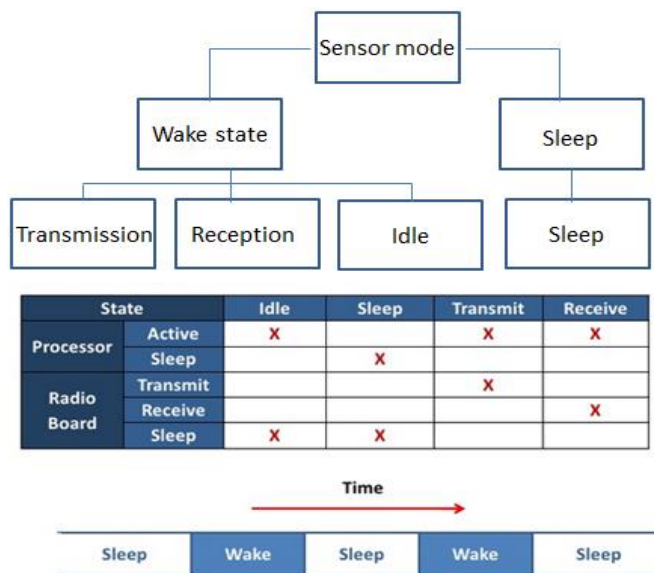 Sensor mode
Wake state
Sleep
Transmission
Reception
Idle
Sleep
State Idle Sleep Transmit Receive
Processor Active X X X
Sleep X
Radio Board Transmit X
Receive X
Sleep X X
Time
Sleep Wake Sleep Wake Sleep